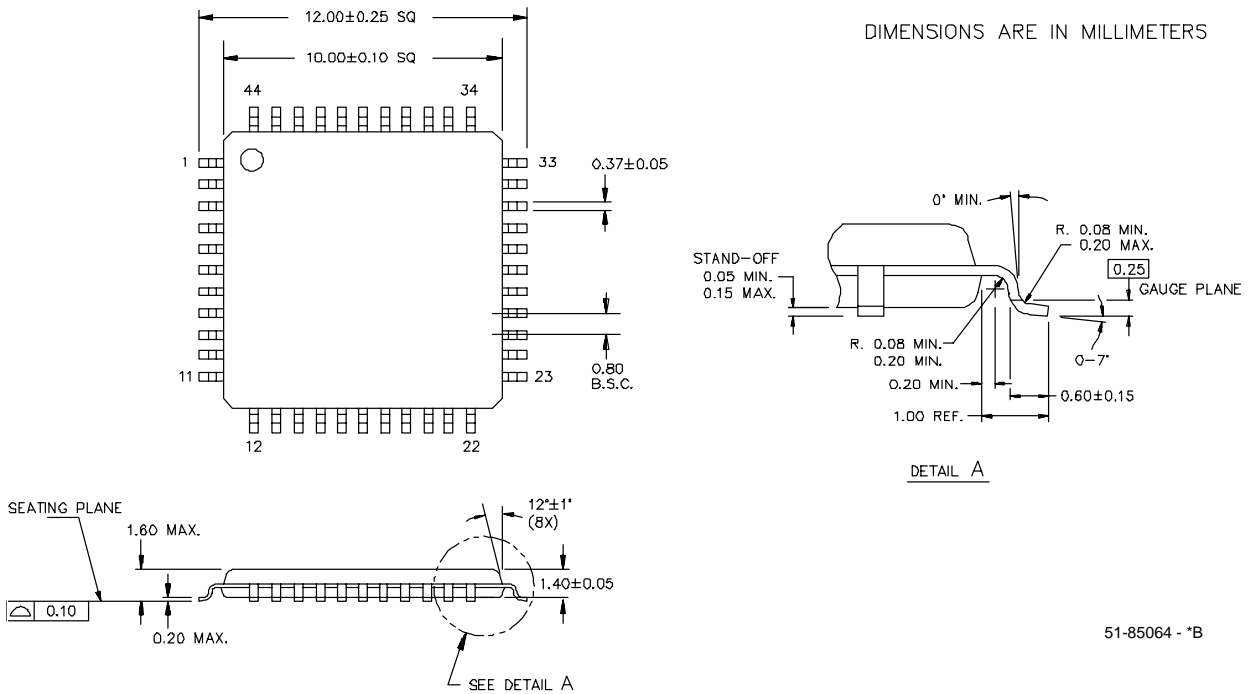 12.00±0.25 SQ
DIMENSIONS ARE IN MILLIMETERS
10.00±0.10 SQ
44
34
1
33
0.37±0.05
11
23
0.80
B.S.C.
12
22
0° MIN.
R. 0.08 MIN.
0.20 MAX.
STAND-OFF
0.05 MIN.
0.15 MAX.
0.25
GAUGE PLANE
R. 0.08 MIN.
0.20 MIN.
0-7°
0.20 MIN.
0.60±0.15
1.00 REF.
DETAIL A
SEATING PLANE
1.60 MAX.
12°±1°
(8X)
1.40±0.05
0.10
0.20 MAX.
SEE DETAIL A
51-85064 - *B